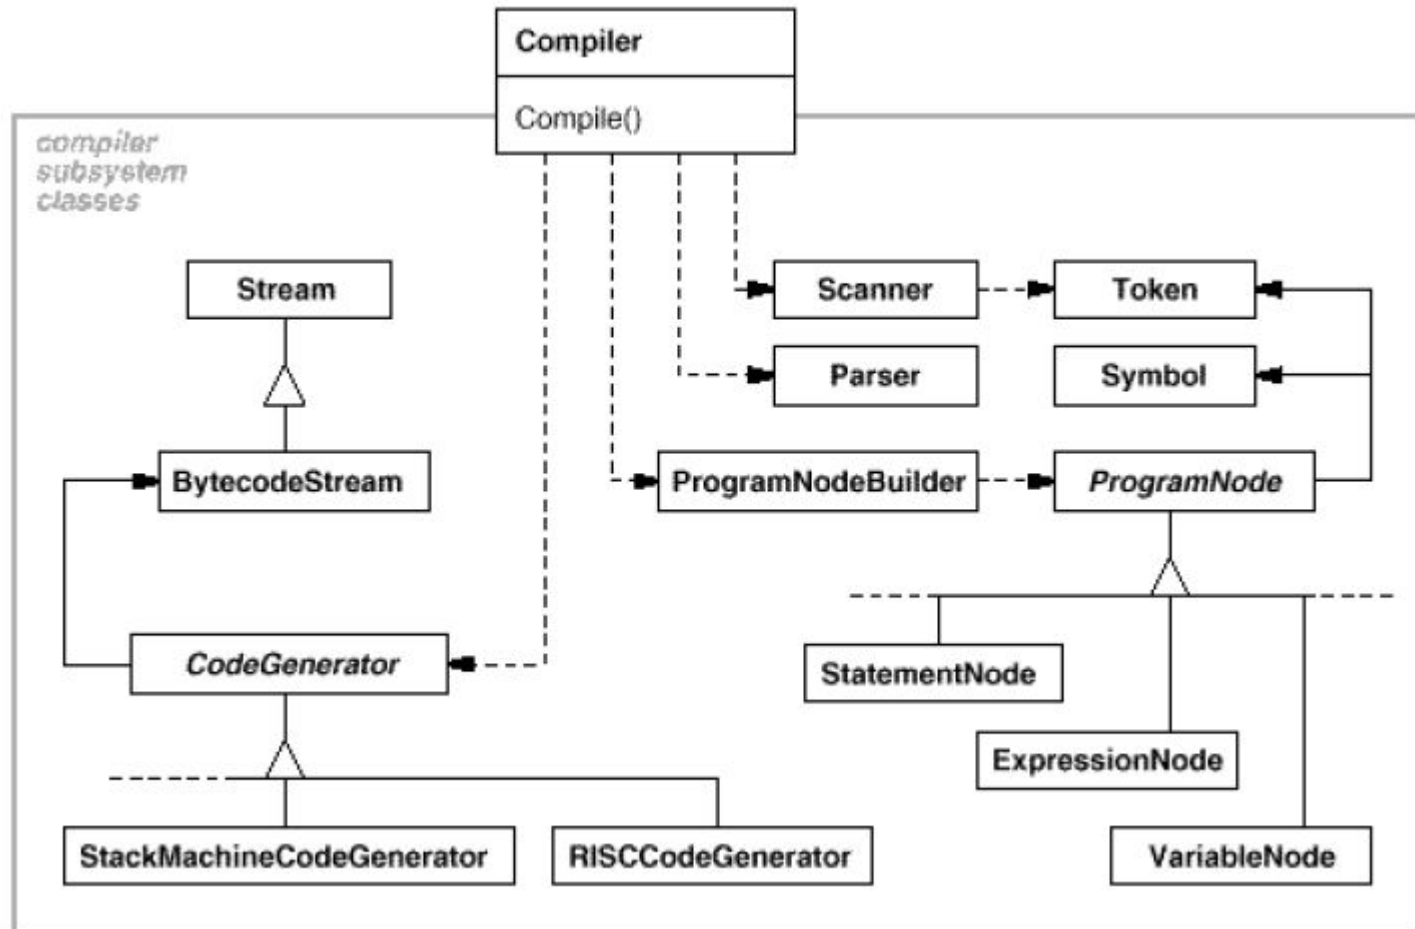 Compiler
Compile()
compiler
subsystem
classes
Stream
Scanner
Token
Parser
Symbol
BytecodeStream
ProgramNodeBuilder
ProgramNode
CodeGenerator
StatementNode
ExpressionNode
StackMachineCodeGenerator
RISCCodeGenerator
VariableNode